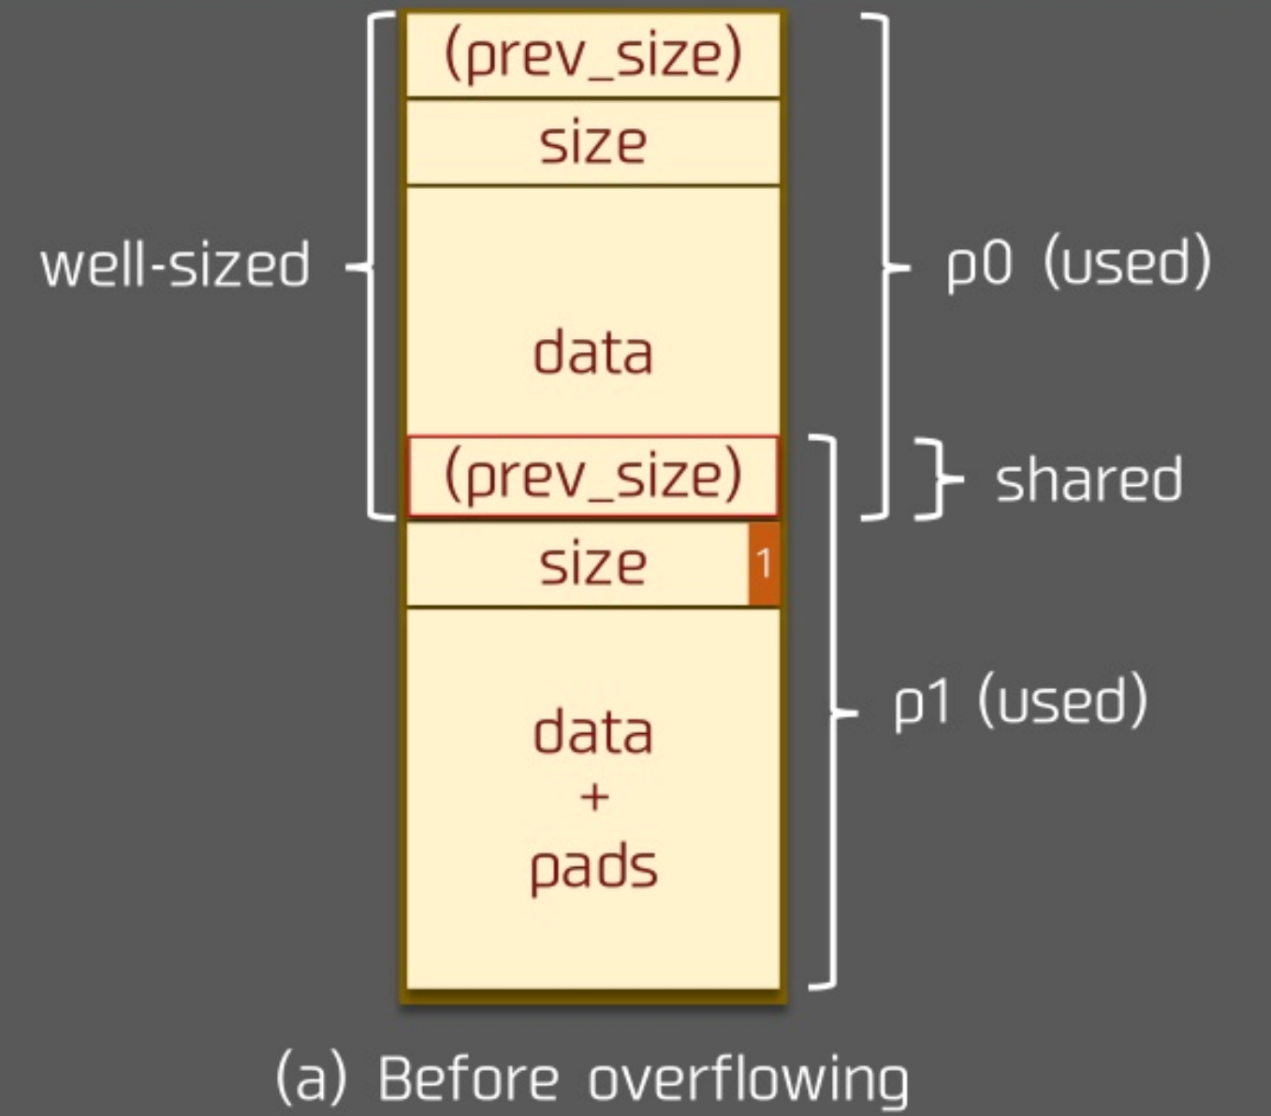 (prev_size)
size
well-sized
p0 (used)
data
(prev_size)
shared
size
1
p1 (used)
data
+
pads
(a) Before overflowing